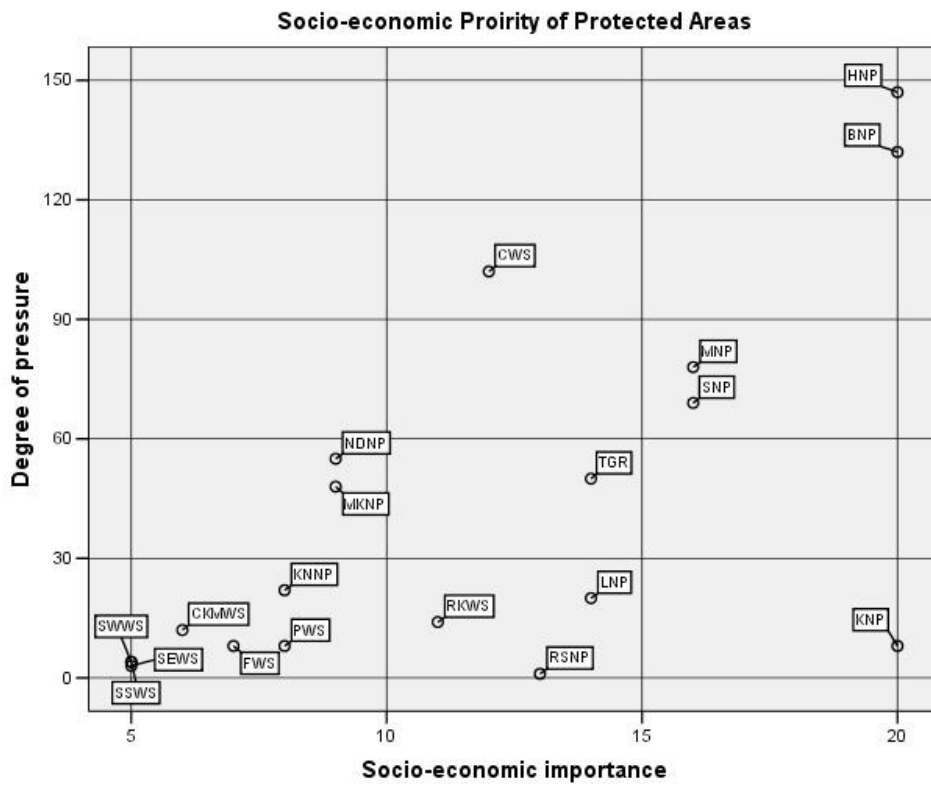 Socio-economic Proirity of Protected Areas
150
HNP
BNP
120
CWS
90
MNP
SNP
60
NDNP
TGR
MKNP
30
KNNP
LNP
CKMWS
RKWS
KNP
SWWS
PWS
SEWS
FWS
RSNP
0
SSWS
5
10
15
20
Degree of pressure
Socio-economic importance